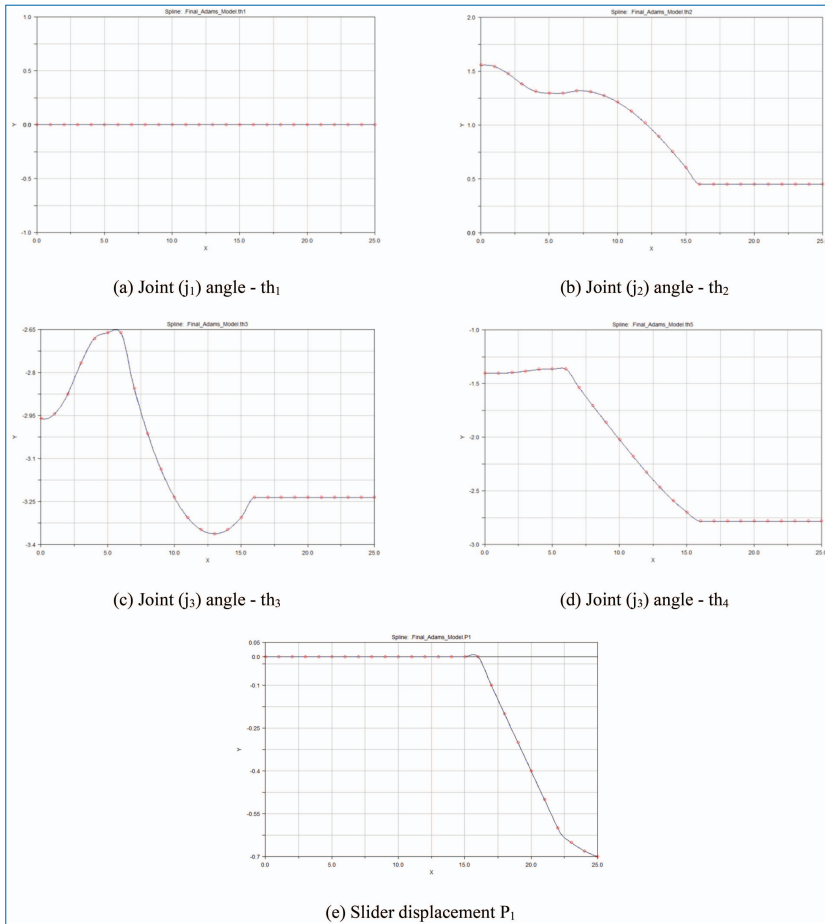 Spline: .Final_Adams_Model.th1
1.0
0.5
0.0
-0.5
-1.0
Y
0.0 5.0 10.0 15.0 20.0 25.0
X
(a) Joint (j₁) angle - th₁
Spline: .Final_Adams_Model.th2
2.0
1.5
1.0
0.5
0.0
Y
0.0 5.0 10.0 15.0 20.0 25.0
X
(b) Joint (j₂) angle - th₂
Spline: .Final_Adams_Model.th3
-2.65
-2.8
-2.95
-3.1
-3.25
-3.4
Y
0.0 5.0 10.0 15.0 20.0 25.0
X
(c) Joint (j₃) angle - th₃
Spline: .Final_Adams_Model.th5
-1.0
-1.5
-2.0
-2.5
-3.0
Y
0.0 5.0 10.0 15.0 20.0 25.0
X
(d) Joint (j₃) angle - th₄
Spline: .Final_Adams_Model.P1
0.05
0.0
-0.1
-0.25
-0.4
-0.55
-0.7
Y
0.0 5.0 10.0 15.0 20.0 25.0
X
(e) Slider displacement P₁